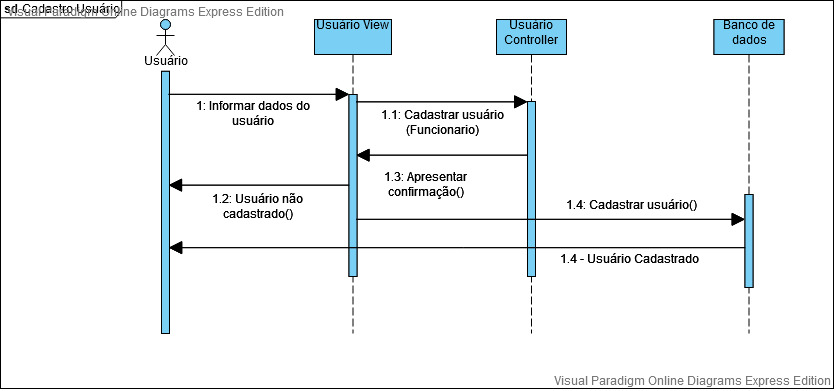 sd Cadastro Usuário
Visual Paradigm Online Diagrams Express Edition
Usuário
Usuário View
Usuário
Controller
Banco de
dados
1: Informar dados do
usuário
1.1: Cadastrar usuário
(Funcionario)
1.3: Apresentar
confirmação()
1.2: Usuário não
cadastrado()
1.4: Cadastrar usuário()
1.4 - Usuário Cadastrado
Visual Paradigm Online Diagrams Express Edition